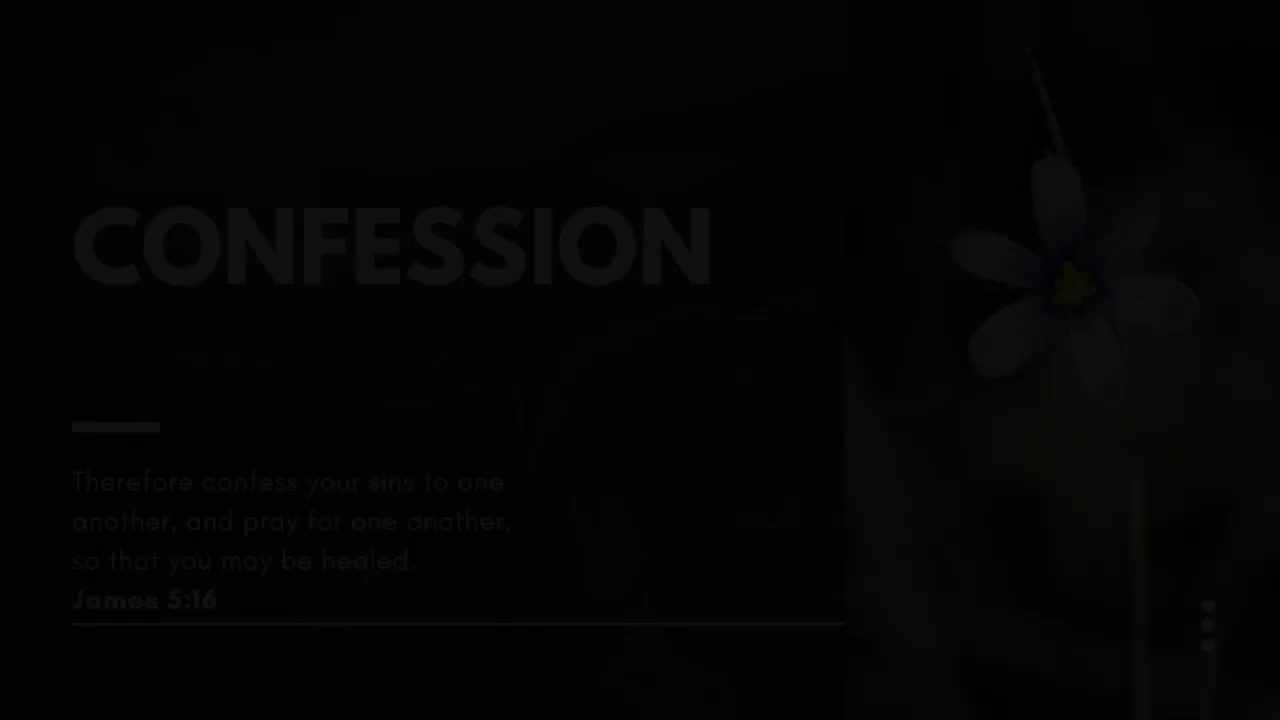 CONFESSION
Therefore confess your sins to one
another, and pray for one another,
so that you may be healed.
James 5:16